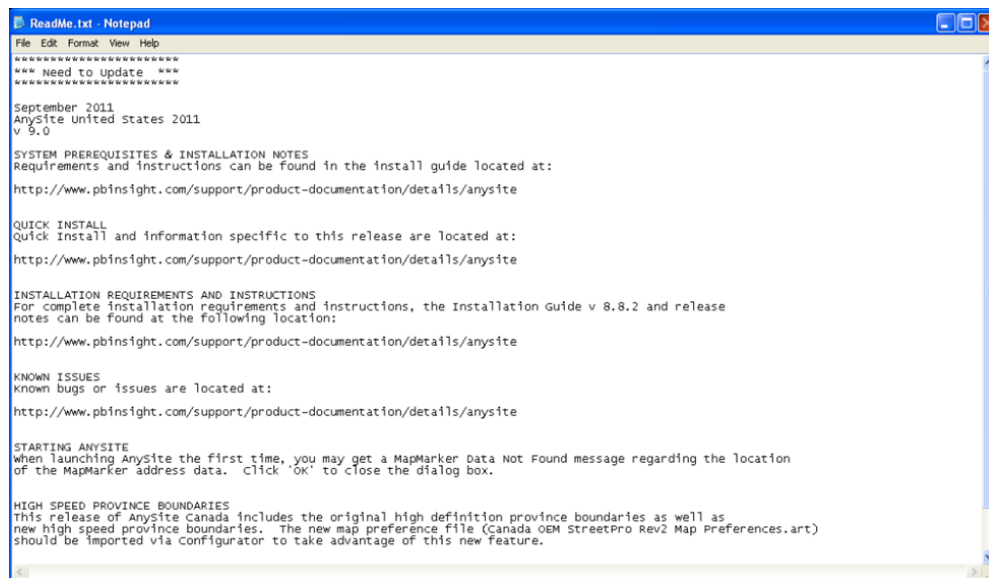 ReadMe.txt - Notepad
File Edit Format View Help
***********************
*** Need to Update ***
***********************
September 2011
AnySite United States 2011
v 9.0
SYSTEM PREREQUISITES & INSTALLATION NOTES
Requirements and instructions can be found in the install guide located at:
http://www.pbinsight.com/support/product-documentation/details/anysite
QUICK INSTALL
Quick Install and information specific to this release are located at:
http://www.pbinsight.com/support/product-documentation/details/anysite
INSTALLATION REQUIREMENTS AND INSTRUCTIONS
For complete installation requirements and instructions, the Installation Guide v 8.8.2 and release
notes can be found at the following location:
http://www.pbinsight.com/support/product-documentation/details/anysite
KNOWN ISSUES
Known bugs or issues are located at:
http://www.pbinsight.com/support/product-documentation/details/anysite
STARTING ANYSITE
When launching AnySite the first time, you may get a MapMarker Data Not Found message regarding the location
of the MapMarker address data. Click 'OK' to close the dialog box.
HIGH SPEED PROVINCE BOUNDARIES
This release of AnySite Canada includes the original high definition province boundaries as well as
new high speed province boundaries. The new map preference file (Canada OEM StreetPro Rev2 Map Preferences.art)
should be imported via Configurator to take advantage of this new feature.